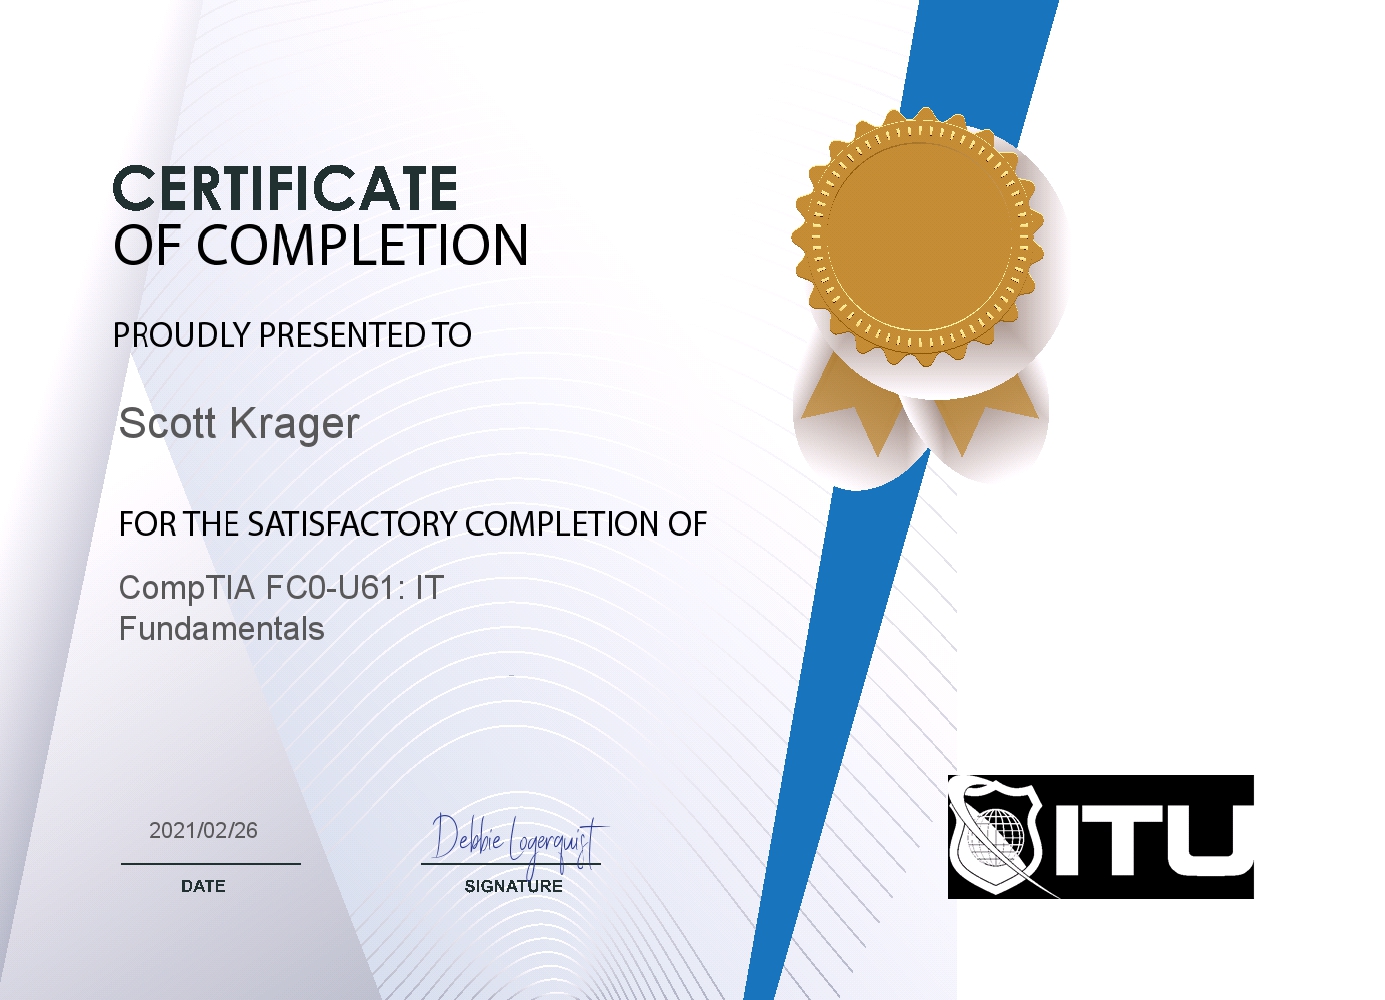 CERTIFICATE
OF COMPLETION
PROUDLY PRESENTED TO
Scott Krager
FOR THE SATISFACTORY COMPLETION OF
CompTIA FC0-U61: IT
Fundamentals
2021/02/26
DATE
Debbie Logerquist
SIGNATURE
ITU